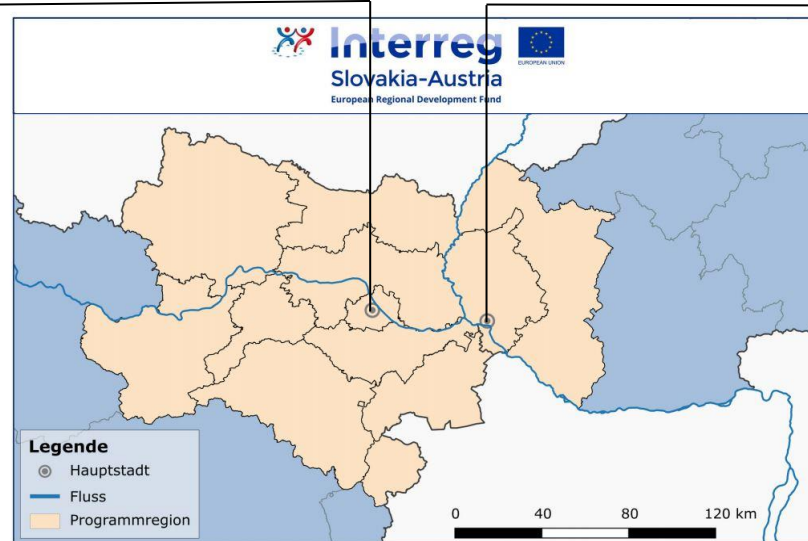 Interreg
EUROPEAN UNION
Slovakia-Austria
European Regional Development Fund
Legende
Hauptstadt
Fluss
Programmregion
0 40 80 120 km